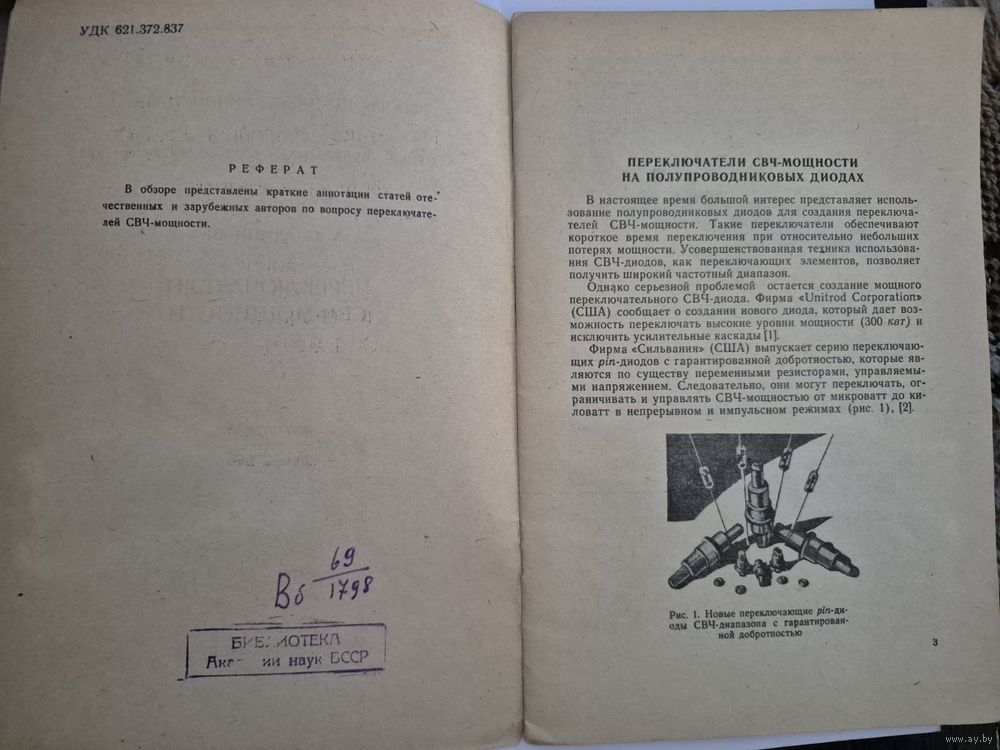 УДК 621.372.837
РЕФЕРАТ
В обзоре представлены краткие аннотации статей оте-
чественных и зарубежных авторов по вопросу переключате-
лей СВЧ-мощности.
Вб 69/1798
БИБЛИОТЕКА
Ака ии наук БССР
ПЕРЕКЛЮЧАТЕЛИ СВЧ-МОЩНОСТИ
НА ПОЛУПРОВОДНИКОВЫХ ДИОДАХ
В настоящее время большой интерес представляет исполь-
зование полупроводниковых диодов для создания переключа-
телей СВЧ-мощности. Такие переключатели обеспечивают
короткое время переключения при относительно небольших
потерях мощности. Усовершенствованная техника использова-
ния СВЧ-диодов, как переключающих элементов, позволяет
получить широкий частотный диапазон.
Однако серьезной проблемой остается создание мощного
переключательного СВЧ-диода. Фирма «Unitrod Corporation»
(США) сообщает о создании нового диода, который дает воз-
можность переключать высокие уровни мощности (300 квт) и
исключить усилительные каскады [1].
Фирма «Сильвания» (США) выпускает серию переключаю-
щих pin-диодов с гарантированной добротностью, которые яв-
ляются по существу переменными резисторами, управляемы-
ми напряжением. Следовательно, они могут переключать, ог-
раничивать и управлять СВЧ-мощностью от микроватт до ки-
ловатт в непрерывном и импульсном режимах (рис. 1), [2].
Рис. 1. Новые переключающие pin-ди-
оды СВЧ-диапазона с гарантирован-
ной добротностью
3
www.ay.by